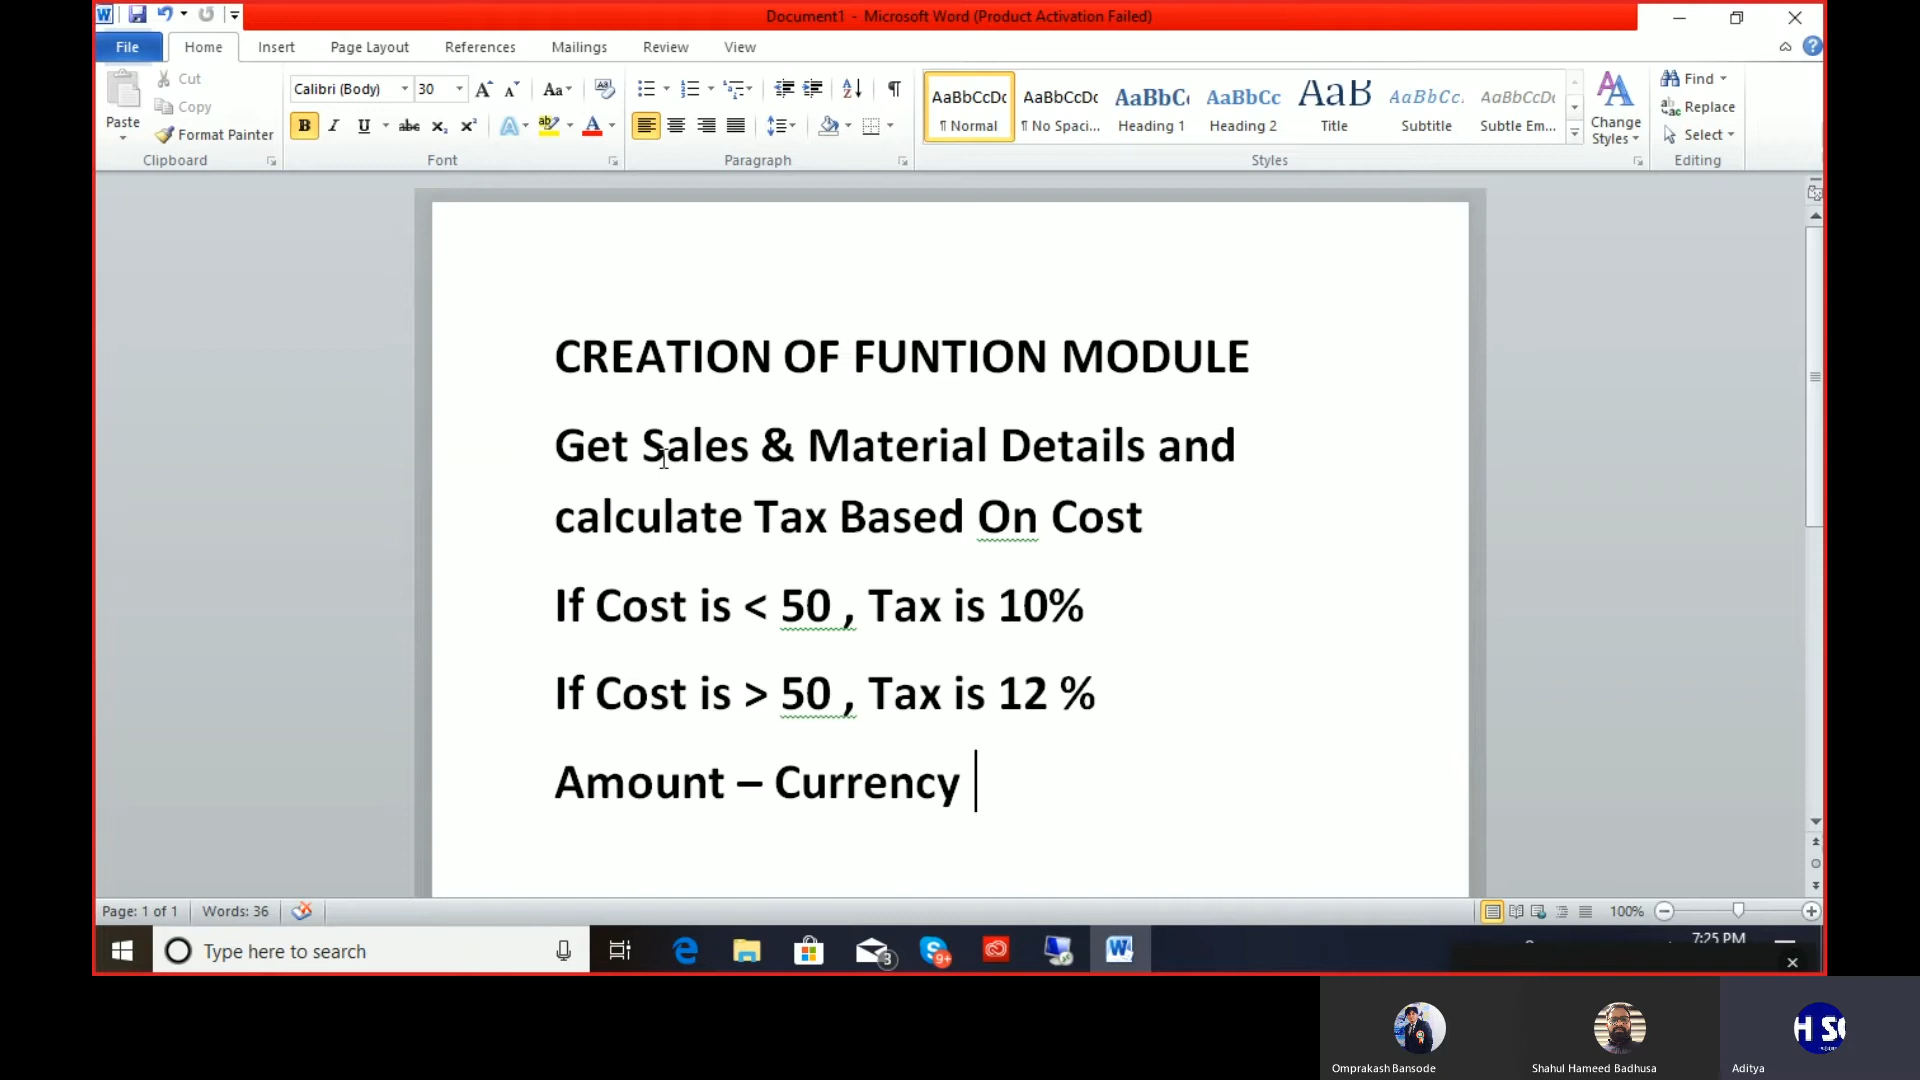 Document1 - Microsoft Word (Product Activation Failed)
File Home Insert Page Layout References Mailings Review View
Cut
Copy
Format Painter
Paste
Clipboard
Calibri (Body) 30
Font
Paragraph
AaBbCcDc AaBbCcDc AaBbC AaBbCc AaB AaBbCc. AaBbCcDc
¶ Normal ¶ No Spaci... Heading 1 Heading 2 Title Subtitle Subtle Em...
Change
Styles
Styles
Find
Replace
Select
Editing
CREATION OF FUNTION MODULE
Get Sales & Material Details and
calculate Tax Based On Cost
If Cost is < 50 , Tax is 10%
If Cost is > 50 , Tax is 12 %
Amount – Currency
Page: 1 of 1 Words: 36 100%
Type here to search 3 9+ 7:25 PM
H SO
Omprakash Bansode Shahul Hameed Badhusa Aditya